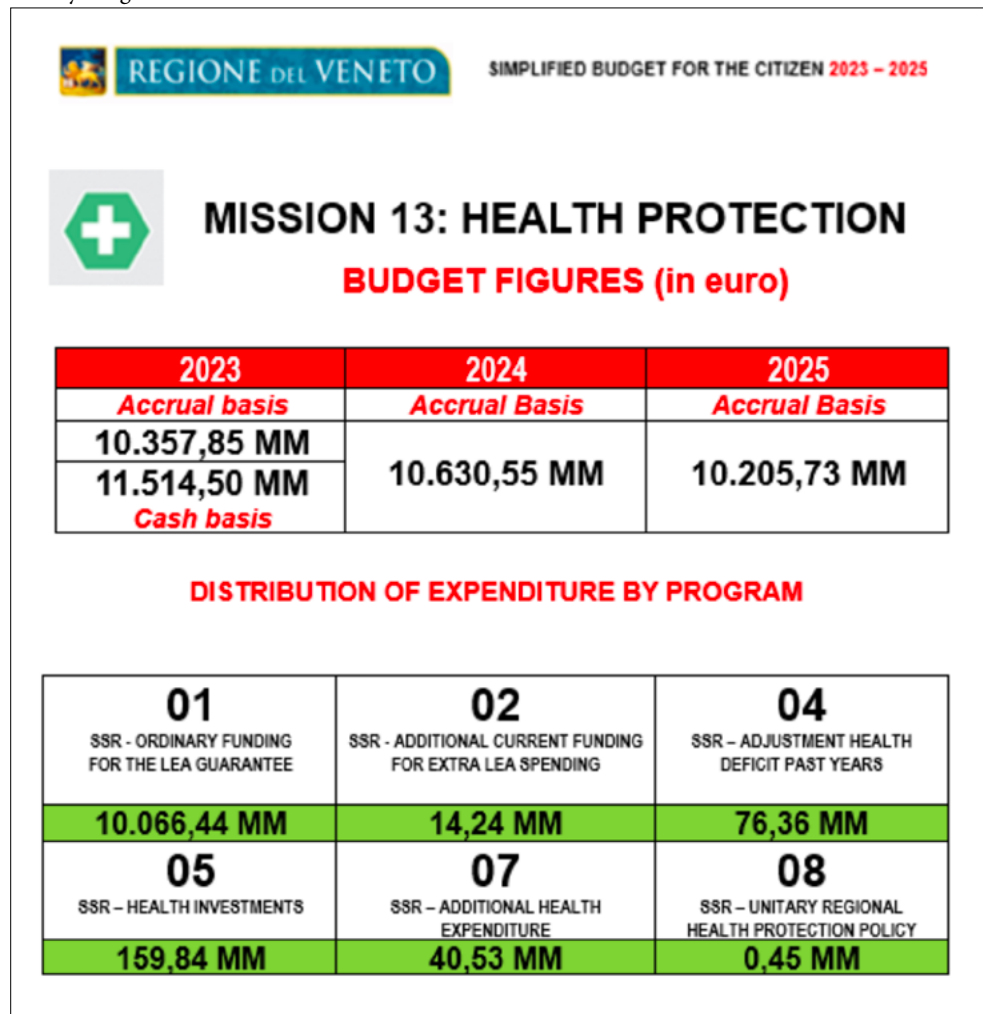 REGIONE DEL VENETO
SIMPLIFIED BUDGET FOR THE CITIZEN 2023 – 2025
MISSION 13: HEALTH PROTECTION
BUDGET FIGURES (in euro)
2023 2024 2025
Accrual basis Accrual Basis Accrual Basis
10.357,85 MM
10.630,55 MM 10.205,73 MM
11.514,50 MM
Cash basis
DISTRIBUTION OF EXPENDITURE BY PROGRAM
01 02 04
SSR - ORDINARY FUNDING SSR - ADDITIONAL CURRENT FUNDING SSR – ADJUSTMENT HEALTH
FOR THE LEA GUARANTEE FOR EXTRA LEA SPENDING DEFICIT PAST YEARS
10.066,44 MM 14,24 MM 76,36 MM
05 07 08
SSR – HEALTH INVESTMENTS SSR – ADDITIONAL HEALTH SSR – UNITARY REGIONAL
EXPENDITURE HEALTH PROTECTION POLICY
159,84 MM 40,53 MM 0,45 MM